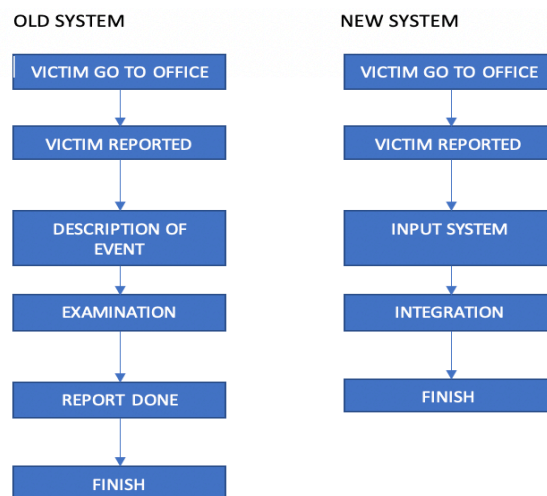 OLD SYSTEM
VICTIM GO TO OFFICE
VICTIM REPORTED
DESCRIPTION OF
EVENT
EXAMINATION
REPORT DONE
FINISH
NEW SYSTEM
VICTIM GO TO OFFICE
VICTIM REPORTED
INPUT SYSTEM
INTEGRATION
FINISH